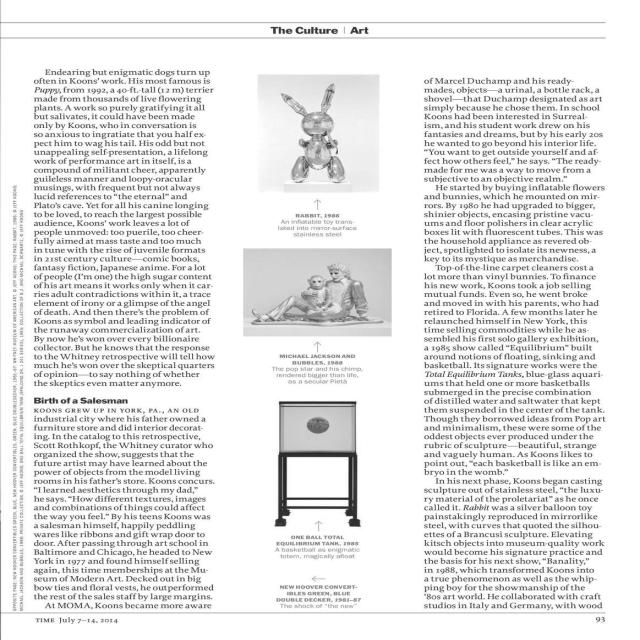 The Culture | Art
Endearing but enigmatic dogs turn up
often in Koons' work. His most famous is
Puppy, from 1992, a 40-ft.-tall (12 m) terrier
made from thousands of live flowering
plants. A work so purely gratifying it all
but salivates, it could have been made
only by Koons, who in conversation is
so anxious to ingratiate that you half ex-
pect him to wag his tail. His odd but not
unappealing self-presentation, a lifelong
work of performance art in itself, is a
compound of militant cheer, apparently
guileless manner and loopy-oracular
musings, with frequent but not always
lucid references to "the eternal" and
Plato's cave. Yet for all his canine longing
to be loved, to reach the largest possible
audience, Koons' work leaves a lot of
people unmoved: too puerile, too cheer-
fully aimed at mass taste and too much
in tune with the rise of juvenile formats
in 21st century culture—comic books,
fantasy fiction, Japanese anime. For a lot
of people (I'm one) the high sugar content
of his art means it works only when it car-
ries adult contradictions within it, a trace
element of irony or a glimpse of the angel
of death. And then there's the problem of
Koons as symbol and leading indicator of
the runaway commercialization of art.
By now he's won over every billionaire
collector. But he knows that the response
to the Whitney retrospective will tell how
much he's won over the skeptical quarters
of opinion—to say nothing of whether
the skeptics even matter anymore.
Birth of a Salesman
KOONS GREW UP IN YORK, PA., AN OLD
industrial city where his father owned a
furniture store and did interior decorat-
ing. In the catalog to this retrospective,
Scott Rothkopf, the Whitney curator who
organized the show, suggests that the
future artist may have learned about the
power of objects from the model living
rooms in his father's store. Koons concurs.
"I learned aesthetics through my dad,"
he says. "How different textures, images
and combinations of things could affect
the way you feel." By his teens Koons was
a salesman himself, happily peddling
wares like ribbons and gift wrap door to
door. After passing through art school in
Baltimore and Chicago, he headed to New
York in 1977 and found himself selling
again, this time memberships at the Mu-
seum of Modern Art. Decked out in big
bow ties and floral vests, he outperformed
the rest of the sales staff by large margins.
At MOMA, Koons became more aware
RABBIT, 1986
An inflatable toy trans-
lated into mirror-surface
stainless steel
MICHAEL JACKSON AND
BUBBLES, 1988
The pop star and his chimp,
rendered bigger than life,
as a secular Pietà
ONE BALL TOTAL
EQUILIBRIUM TANK, 1985
A basketball as enigmatic
totem, magically afloat
NEW HOOVER CONVERT-
IBLES GREEN, BLUE
DOUBLE DECKER, 1981–87
The shock of "the new"
of Marcel Duchamp and his ready-
mades, objects—a urinal, a bottle rack, a
shovel—that Duchamp designated as art
simply because he chose them. In school
Koons had been interested in Surreal-
ism, and his student work drew on his
fantasies and dreams, but by his early 20s
he wanted to go beyond his interior life.
"You want to get outside yourself and af-
fect how others feel," he says. "The ready-
made for me was a way to move from a
subjective to an objective realm."
He started by buying inflatable flowers
and bunnies, which he mounted on mir-
rors. By 1980 he had upgraded to bigger,
shinier objects, encasing pristine vacu-
ums and floor polishers in clear acrylic
boxes lit with fluorescent tubes. This was
the household appliance as revered ob-
ject, spotlighted to isolate its newness, a
key to its mystique as merchandise.
Top-of-the-line carpet cleaners cost a
lot more than vinyl bunnies. To finance
his new work, Koons took a job selling
mutual funds. Even so, he went broke
and moved in with his parents, who had
retired to Florida. A few months later he
relaunched himself in New York, this
time selling commodities while he as-
sembled his first solo gallery exhibition,
a 1985 show called "Equilibrium" built
around notions of floating, sinking and
basketball. Its signature works were the
Total Equilibrium Tanks, blue-glass aquari-
ums that held one or more basketballs
submerged in the precise combination
of distilled water and saltwater that kept
them suspended in the center of the tank.
Though they borrowed ideas from Pop art
and minimalism, these were some of the
oddest objects ever produced under the
rubric of sculpture—beautiful, strange
and vaguely human. As Koons likes to
point out, "each basketball is like an em-
bryo in the womb."
In his next phase, Koons began casting
sculpture out of stainless steel, "the luxu-
ry material of the proletariat" as he once
called it. Rabbit was a silver balloon toy
painstakingly reproduced in mirrorlike
steel, with curves that quoted the silhou-
ettes of a Brancusi sculpture. Elevating
kitsch objects into museum-quality work
would become his signature practice and
the basis for his next show, "Banality,"
in 1988, which transformed Koons into
a true phenomenon as well as the whip-
ping boy for the showmanship of the
'80s art world. He collaborated with craft
studios in Italy and Germany, with wood
TIME July 7–14, 2014
93